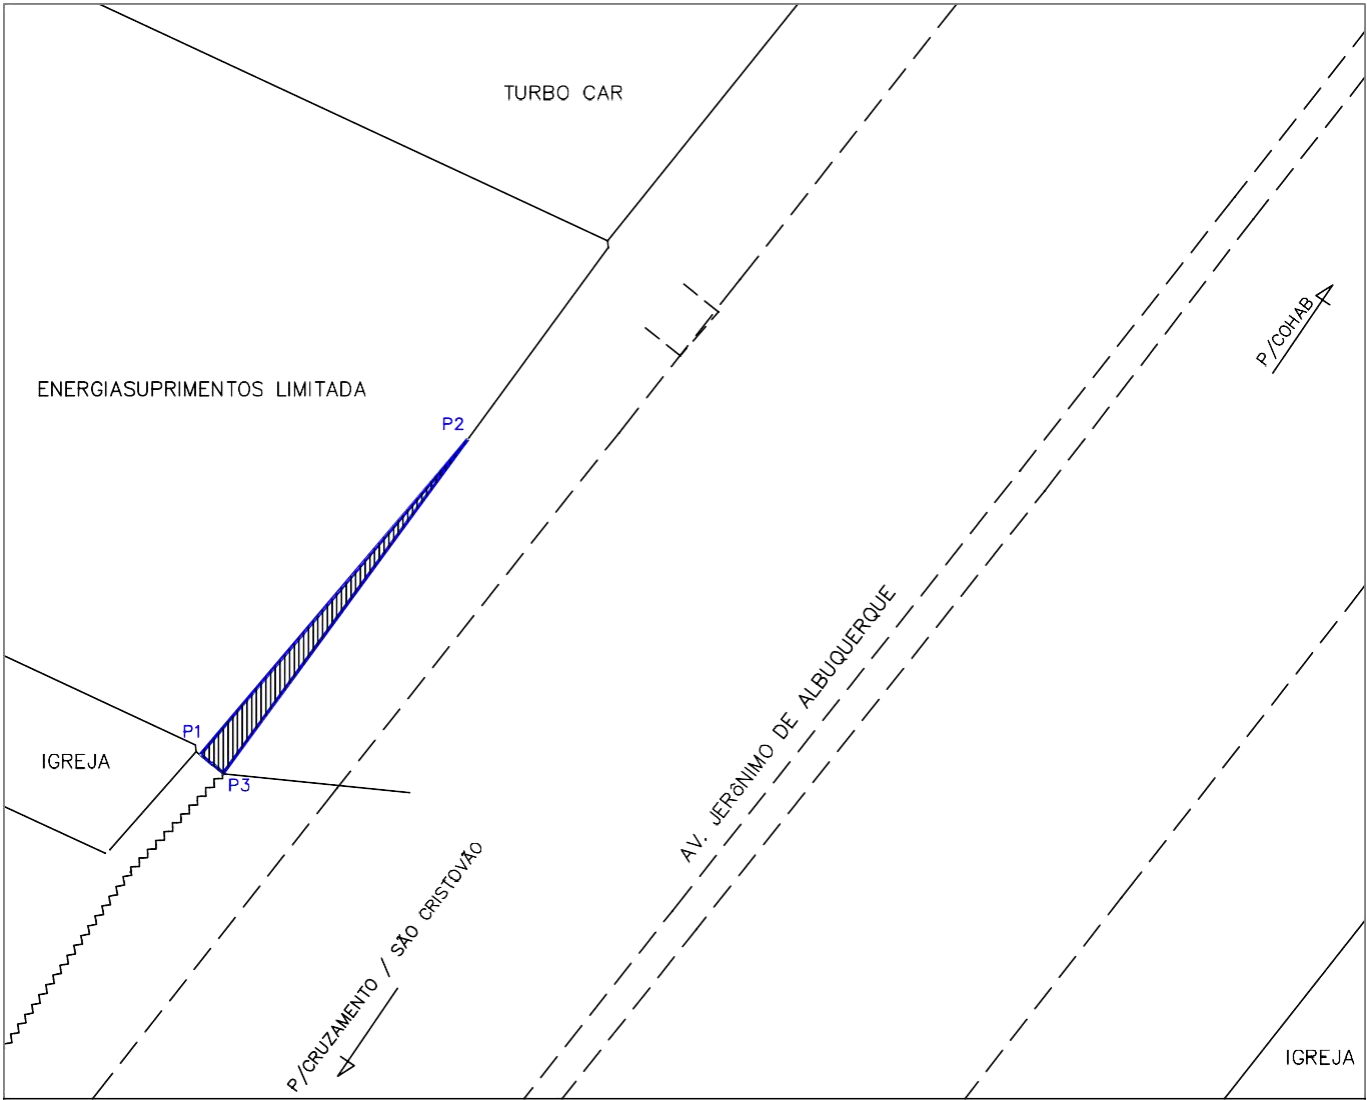 TURBO CAR
P/COHAB
ENERGIASUPRIMENTOS LIMITADA
P2
AV. JERôNIMO DE ALBUQUERQUE
P1
IGREJA
P3
P/CRUZAMENTO / SÃO CRISTOVÃO
IGREJA